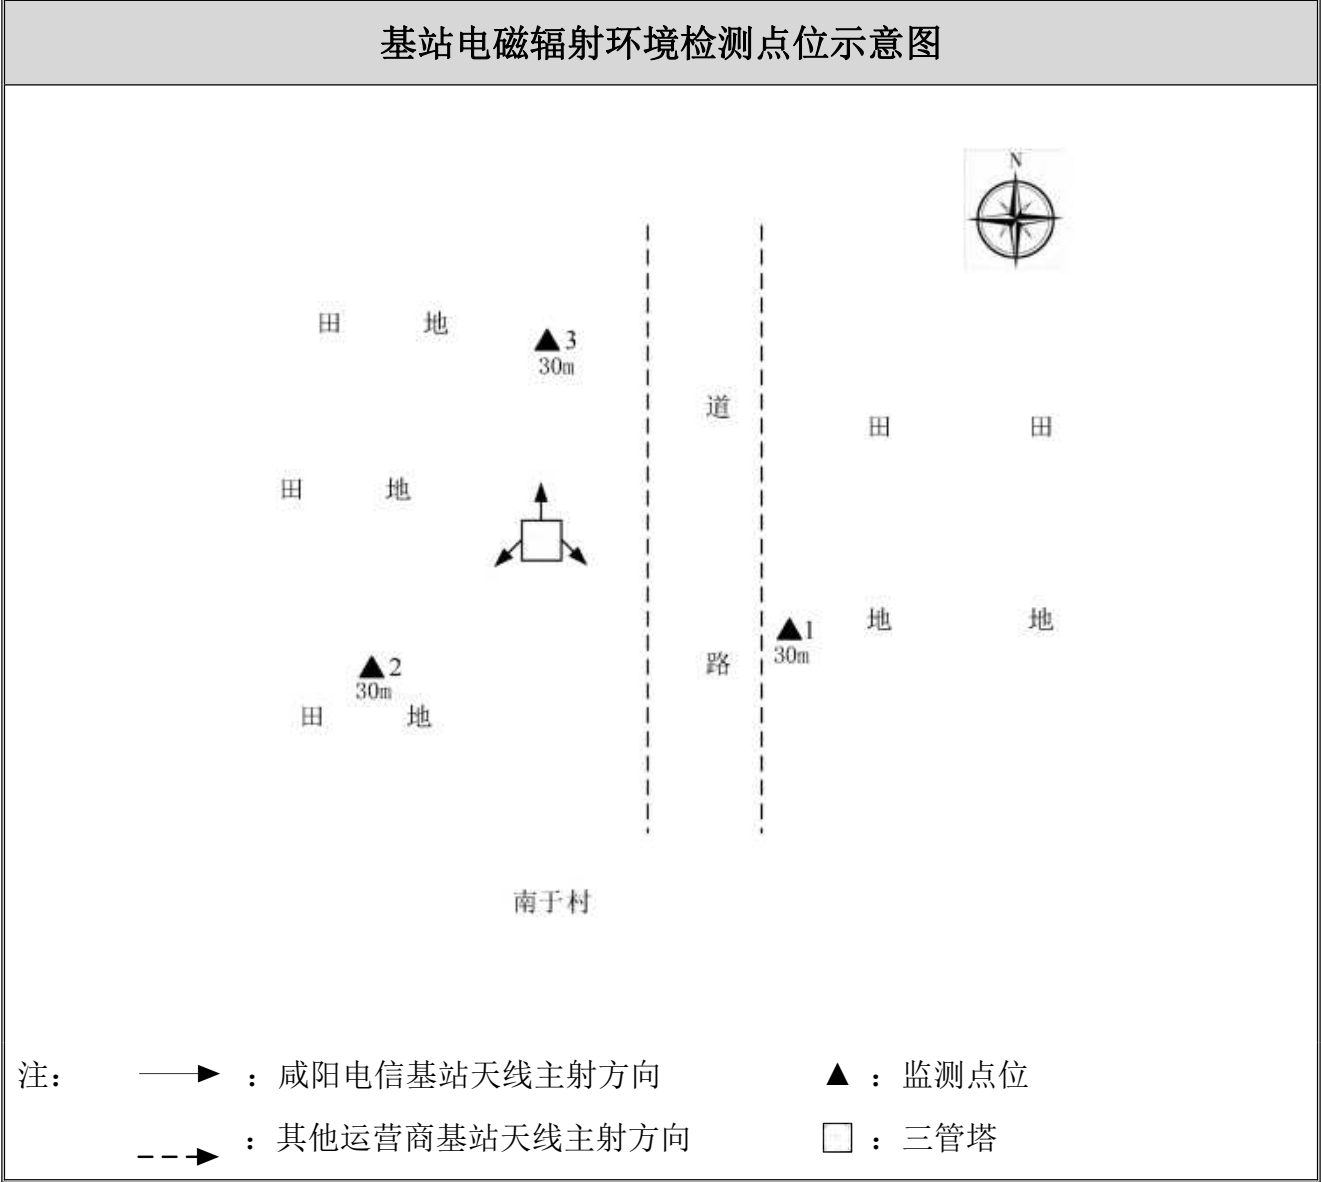 基站电磁辐射环境检测点位示意图
N
田 地
3
30m
道
田 田
田 地
地 地
1
30m
路
2
30m
田 地
南于村
注： ：咸阳电信基站天线主射方向 ▲：监测点位
：其他运营商基站天线主射方向 ：三管塔